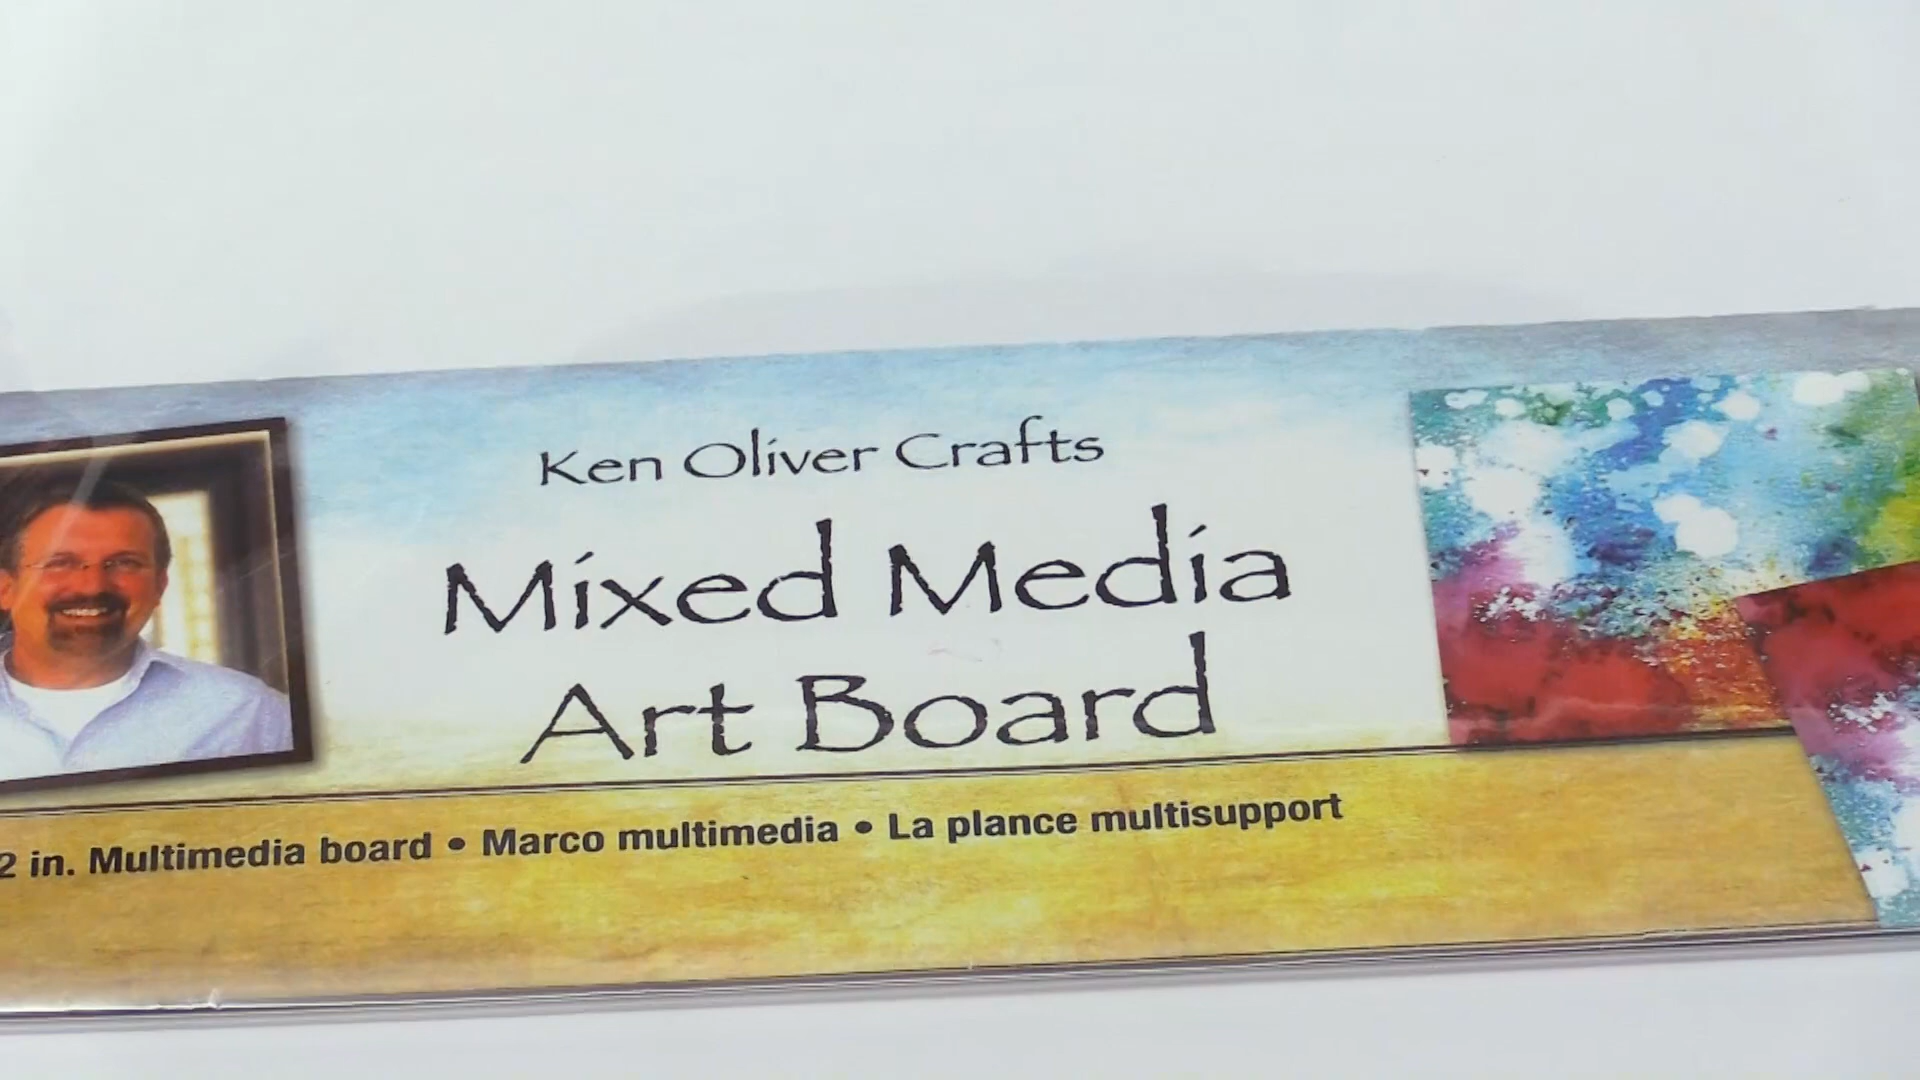 Ken Oliver Crafts
Mixed Media
Art Board
2 in. Multimedia board • Marco multimedia • La plance multisupport